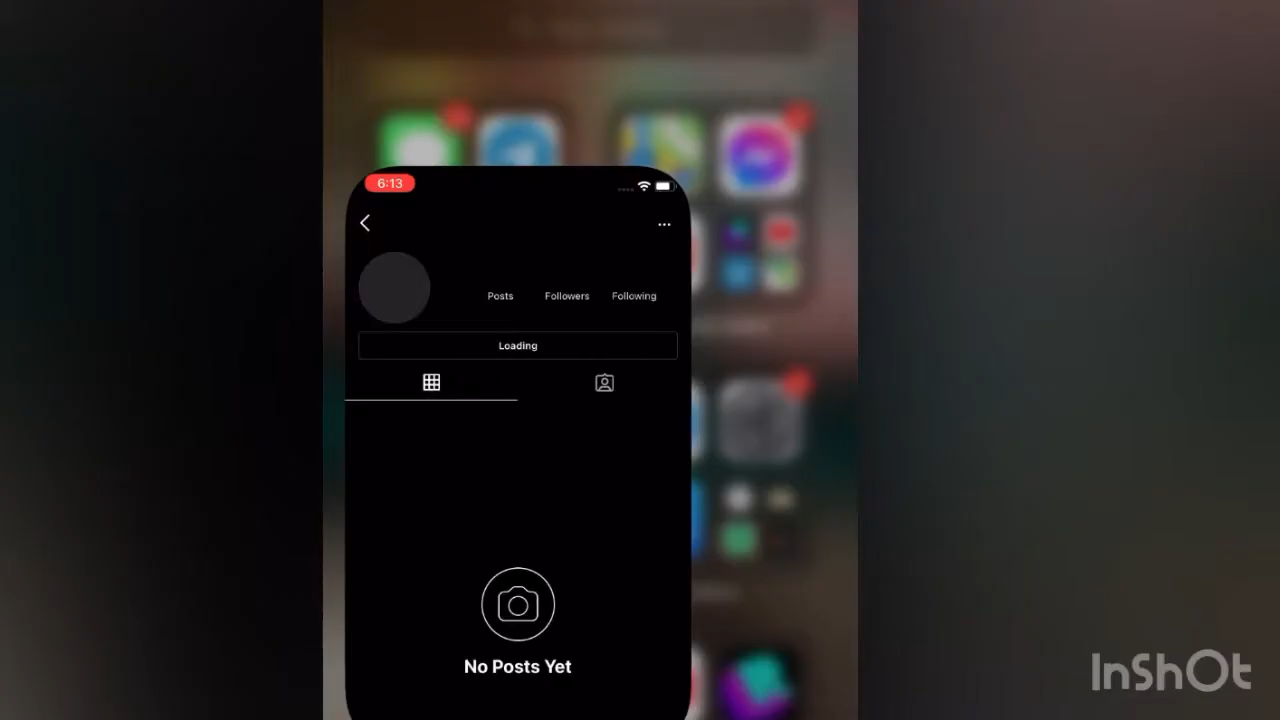 6:13
Posts
Followers
Following
Loading
No Posts Yet
InShOt